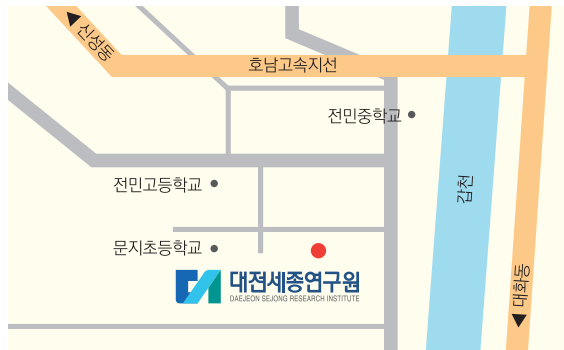 신성동
호남고속지선
전민중학교
전민고등학교
갑천
문지초등학교
대전세종연구원
DAEJEON SEJONG RESEARCH INSTITUTE
대화동